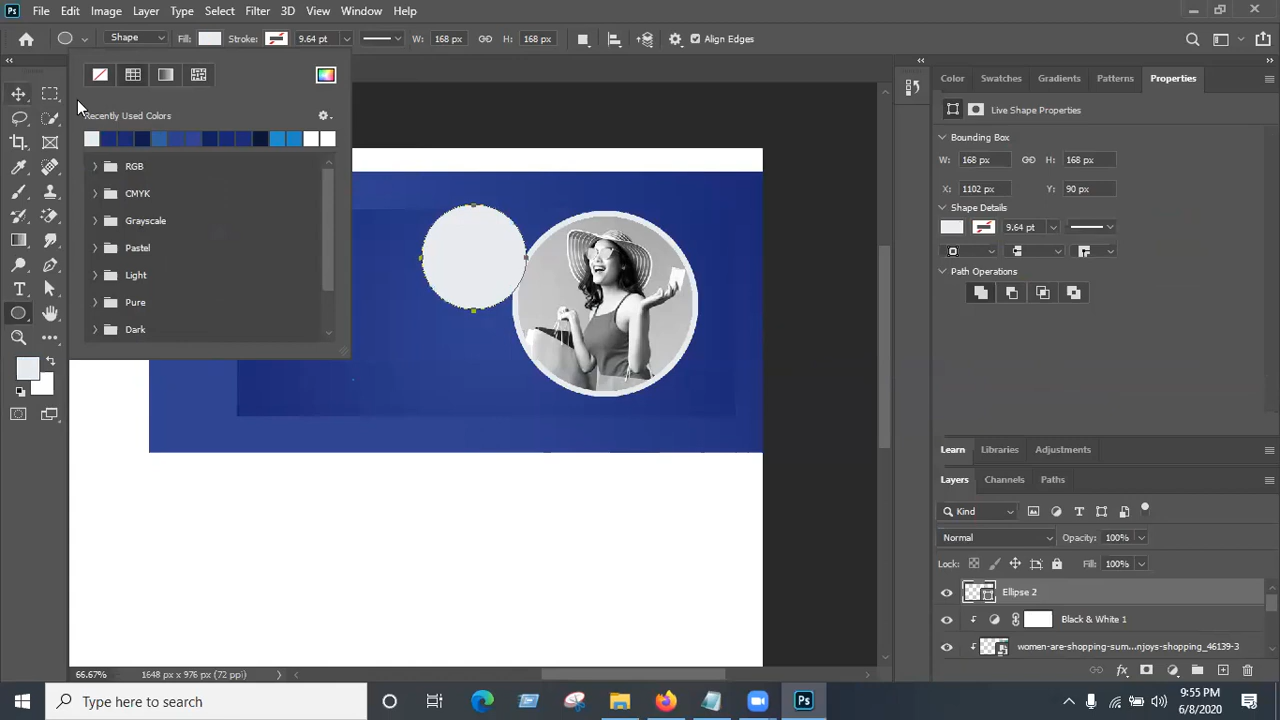 Ps File Edit Image Layer Type Select Filter 3D View Window Help
Shape Fill: Stroke: 9.64 pt W: 168 px H: 168 px Align Edges
Recently Used Colors
RGB
CMYK
Grayscale
Pastel
Light
Pure
Dark
Color Swatches Gradients Patterns Properties
Live Shape Properties
Bounding Box
W: 168 px H: 168 px
X: 1102 px Y: 90 px
Shape Details
9.64 pt
Path Operations
Learn Libraries Adjustments
Layers Channels Paths
Kind
Normal Opacity: 100%
Lock: Fill: 100%
Ellipse 2
Black & White 1
women-are-shopping-sum...njoys-shopping_46139-3
fx
66.67% 1648 px x 976 px (72 ppi)
Type here to search
Ps
9:55 PM
6/8/2020